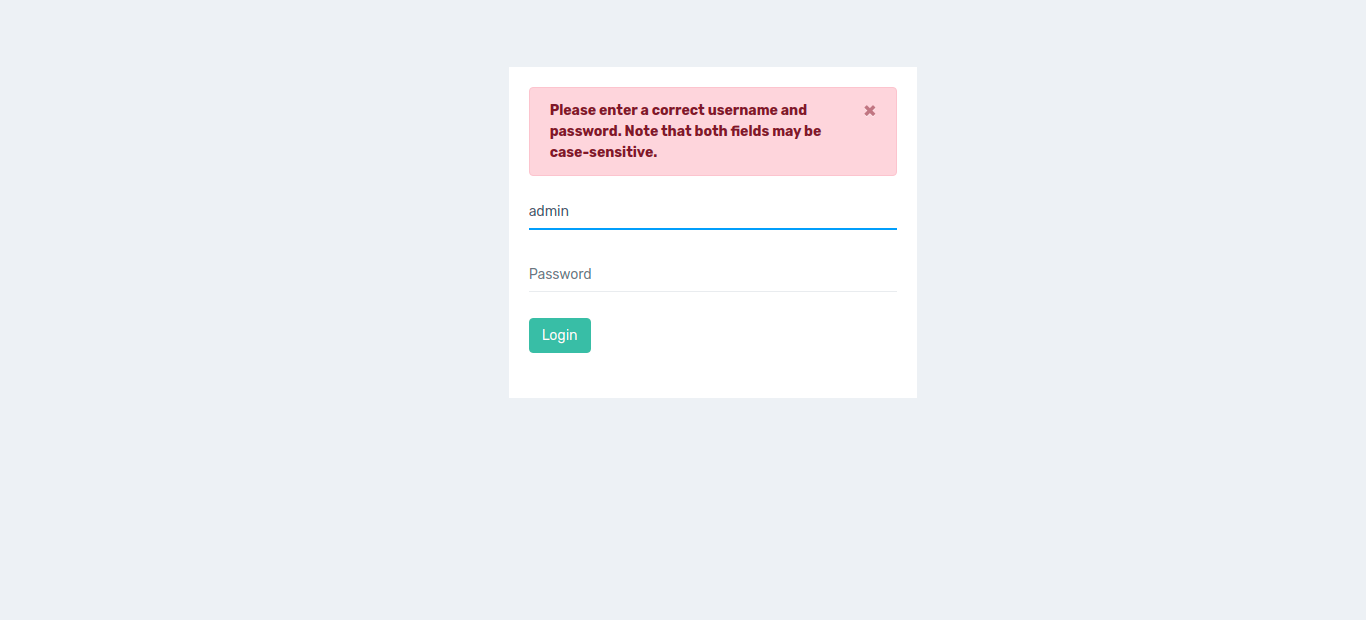 Please enter a correct username and
password. Note that both fields may be
case-sensitive.
admin
Password
Login